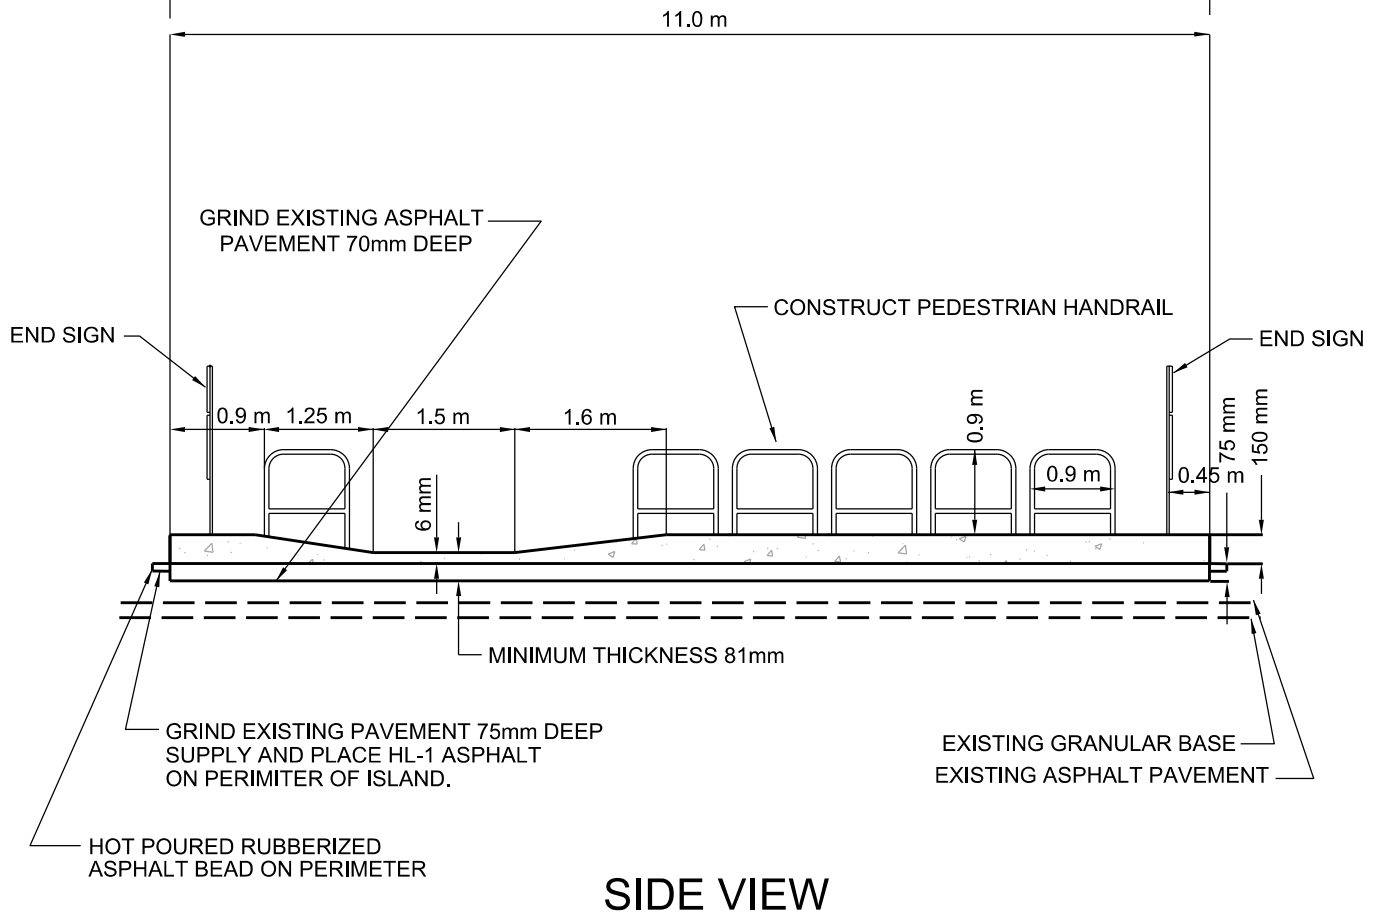 11.0 m
GRIND EXISTING ASPHALT
PAVEMENT 70mm DEEP
CONSTRUCT PEDESTRIAN HANDRAIL
END SIGN
END SIGN
0.9 m
1.25 m
1.5 m
1.6 m
0.9 m
0.9 m
75 mm
150 mm
0.45 m
6 mm
MINIMUM THICKNESS 81mm
GRIND EXISTING PAVEMENT 75mm DEEP
SUPPLY AND PLACE HL-1 ASPHALT
ON PERIMITER OF ISLAND.
EXISTING GRANULAR BASE
EXISTING ASPHALT PAVEMENT
HOT POURED RUBBERIZED
ASPHALT BEAD ON PERIMETER
SIDE VIEW